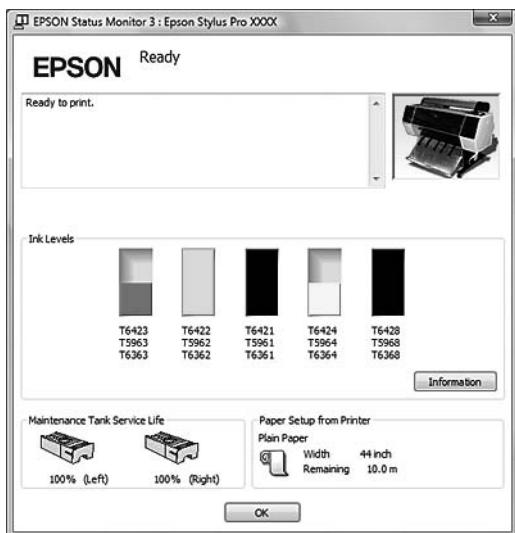 EPSON Status Monitor 3 : Epson Stylus Pro XXXX
EPSON
Ready
Ready to print.
Ink Levels
T6423 T6422 T6421 T6424 T6428
T5963 T5962 T5961 T5964 T5968
T6363 T6362 T6361 T6364 T6368
Information
Maintenance Tank Service Life
100% (Left) 100% (Right)
Paper Setup from Printer
Plain Paper
Width 44 inch
Remaining 10.0 m
OK